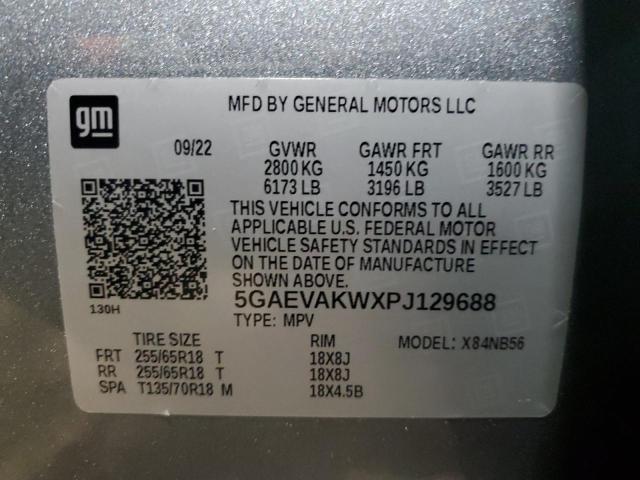 gm
MFD BY GENERAL MOTORS LLC
09/22 GVWR GAWR FRT GAWR RR
2800 KG 1450 KG 1600 KG
6173 LB 3196 LB 3527 LB
THIS VEHICLE CONFORMS TO ALL
APPLICABLE U.S. FEDERAL MOTOR
VEHICLE SAFETY STANDARDS IN EFFECT
ON THE DATE OF MANUFACTURE
SHOWN ABOVE.
5GAEVAKWXPJ129688
130H
TYPE: MPV
TIRE SIZE RIM MODEL: X84NB56
FRT 255/65R18 T 18X8J
RR 255/65R18 T 18X8J
SPA T135/70R18 M 18X4.5B